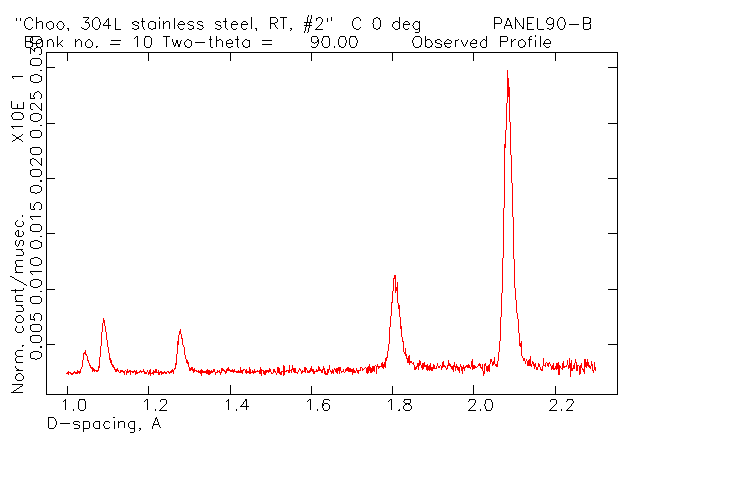 "Choo, 304L stainless steel, RT, #2" C 0 deg PANEL90-B
Bank no. = 10 Two-theta = 90.00 Observed Profile
X10E 1
Norm. count/musec.
0.030
0.025
0.020
0.015
0.010
0.005
1.0 1.2 1.4 1.6 1.8 2.0 2.2
D-spacing, A